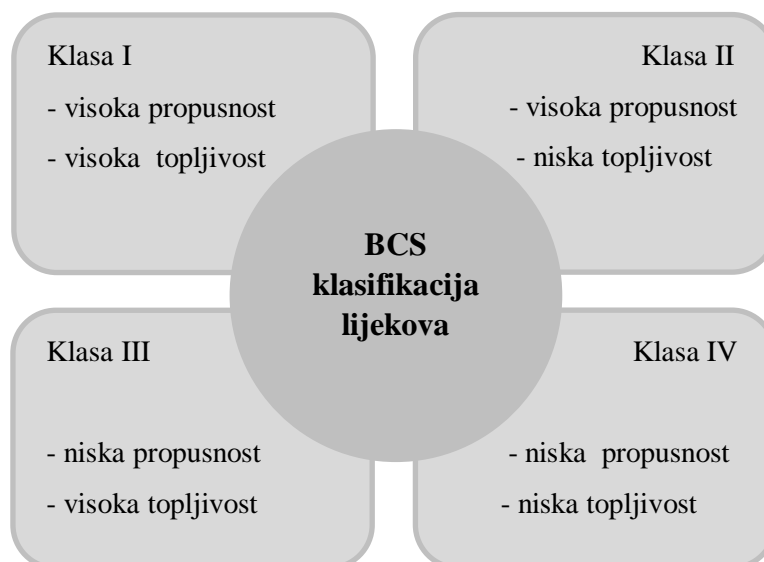 Klasa I
- visoka propusnost
- visoka topljivost
Klasa II
- visoka propusnost
- niska topljivost
BCS
klasifikacija
lijekova
Klasa III
- niska propusnost
- visoka topljivost
Klasa IV
- niska propusnost
- niska topljivost